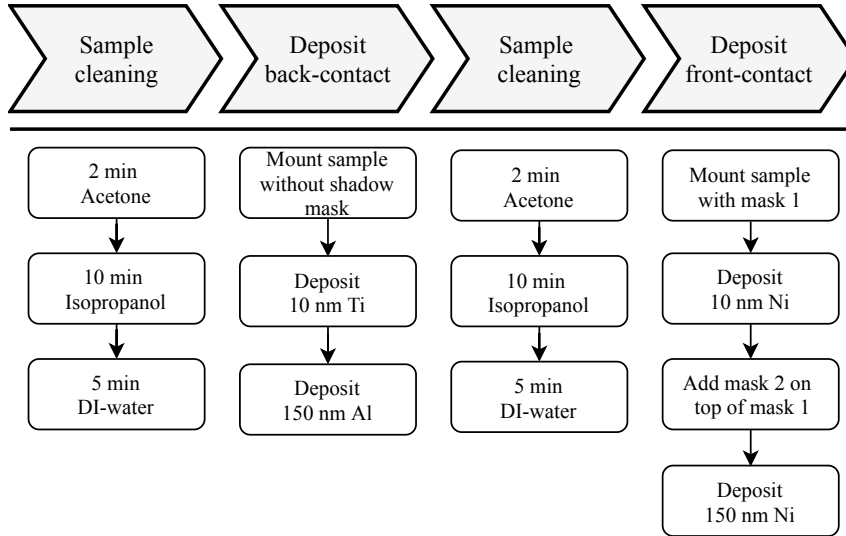 Sample
cleaning
Deposit
back-contact
Sample
cleaning
Deposit
front-contact
2 min
Acetone
10 min
Isopropanol
5 min
DI-water
Mount sample
without shadow
mask
Deposit
10 nm Ti
Deposit
150 nm Al
2 min
Acetone
10 min
Isopropanol
5 min
DI-water
Mount sample
with mask 1
Deposit
10 nm Ni
Add mask 2 on
top of mask 1
Deposit
150 nm Ni